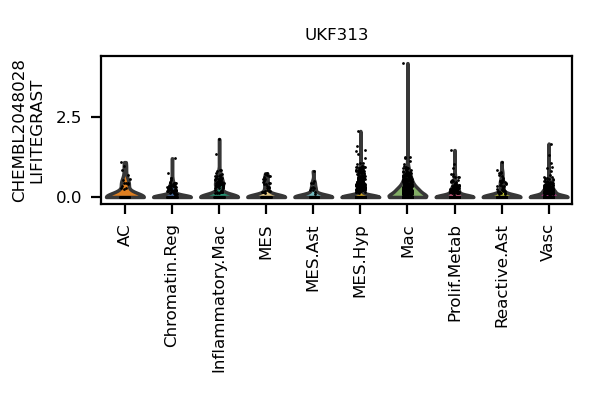 UKF313
CHEMBL2048028
LIFITEGRAST
2.5
0.0
AC
Chromatin.Reg
Inflammatory.Mac
MES
MES.Ast
MES.Hyp
Mac
Prolif.Metab
Reactive.Ast
Vasc